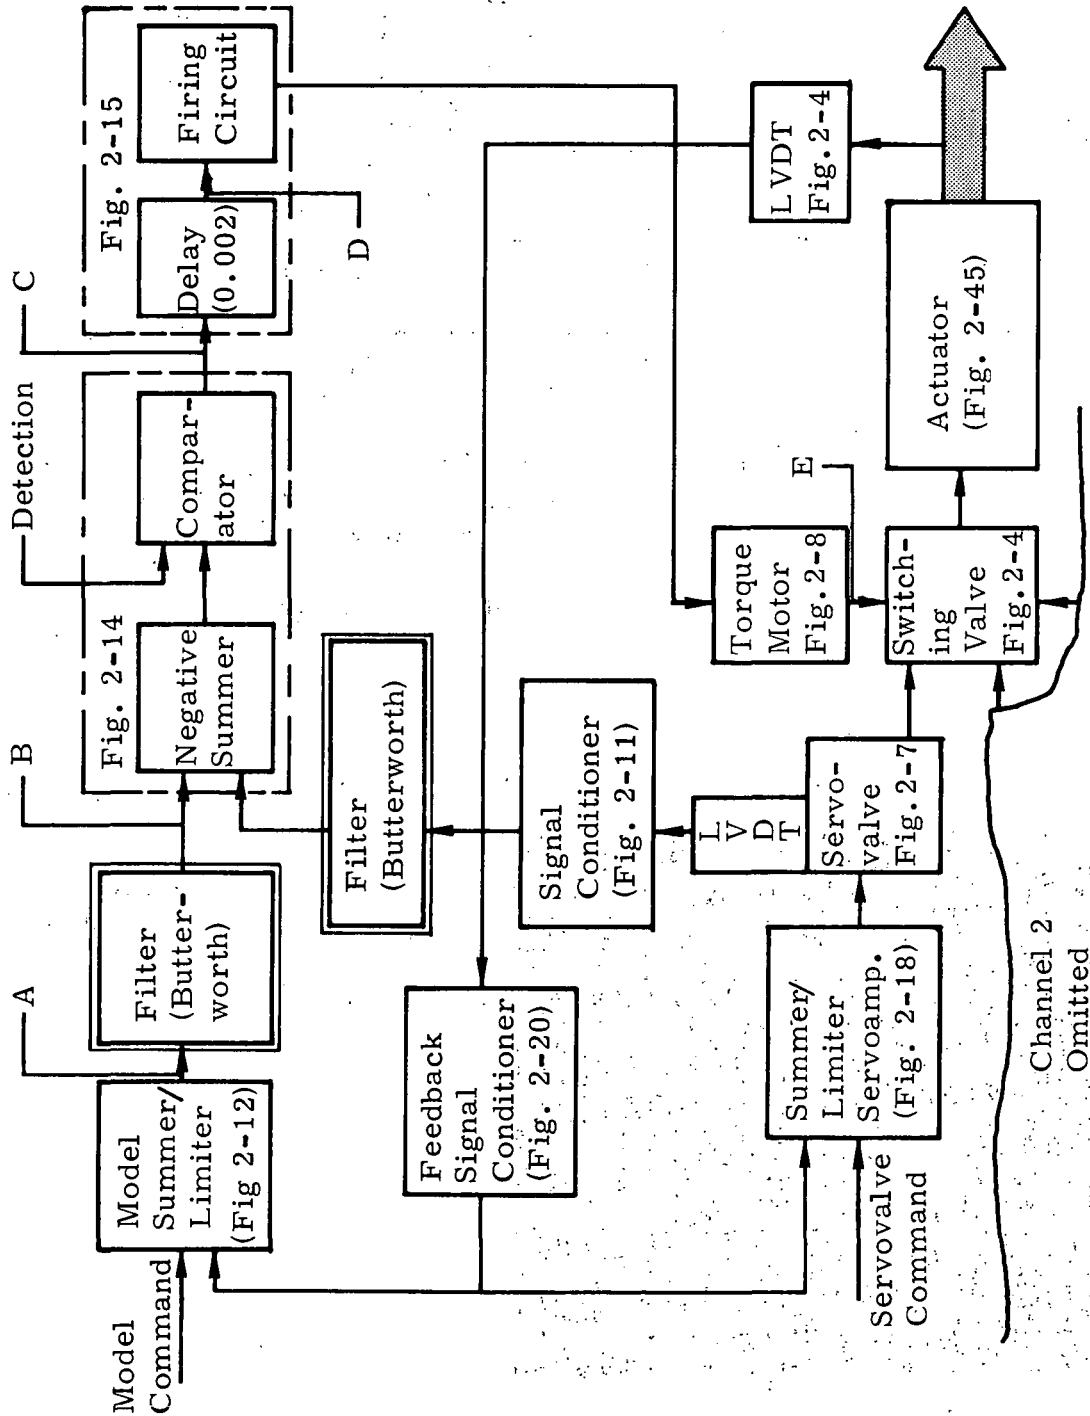 A
B
Detection
C
Model
Command
Model
Summer/
Limiter
(Fig 2-12)
Filter
(Butter-
worth)
Fig. 2-14
Negative
Summer
Compar-
ator
Fig. 2-15
Delay
(0.002)
Firing
Circuit
D
Filter
(Butterworth)
Feedback
Signal
Conditioner
(Fig. 2-20)
Signal
Conditioner
(Fig. 2-11)
Torque
Motor
Fig. 2-8
E
LVDT
Fig. 2-4
Servovalve
Command
Summer/
Limiter
Servoamp.
(Fig. 2-18)
L
V
D
T
Servo-
valve
Fig. 2-7
Switch-
ing
Valve
Fig. 2-4
Actuator
(Fig. 2-45)
Channel 2
Omitted